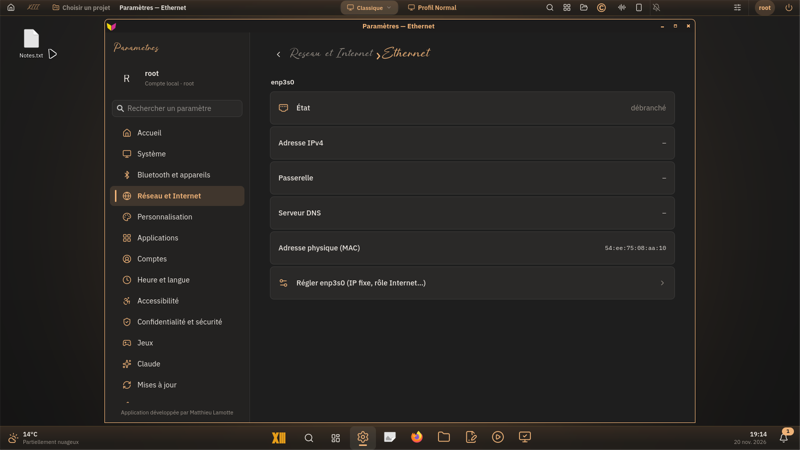 Choisir un projet
Paramètres — Ethernet
Classique
Profil Normal
root
Paramètres — Ethernet
Notes.txt
Paramètres
R
root
Compte local · root
Rechercher un paramètre
Accueil
Système
Bluetooth et appareils
Réseau et Internet
Personnalisation
Applications
Comptes
Heure et langue
Accessibilité
Confidentialité et sécurité
Jeux
Claude
Mises à jour
Application développée par Matthieu Lamotte
Réseau et Internet › Ethernet
enp3s0
État
débranché
Adresse IPv4
–
Passerelle
–
Serveur DNS
–
Adresse physique (MAC)
54:ee:75:08:aa:10
Régler enp3s0 (IP fixe, rôle Internet...)
14°C
Partiellement nuageux
XIII
19:14
20 nov. 2026
1